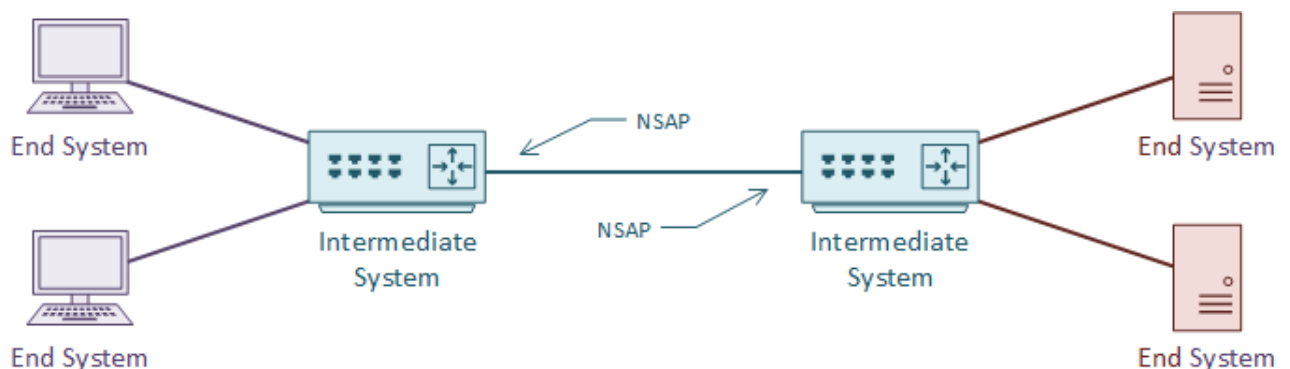 End System
End System
NSAP
NSAP
Intermediate
System
Intermediate
System
End System
End System